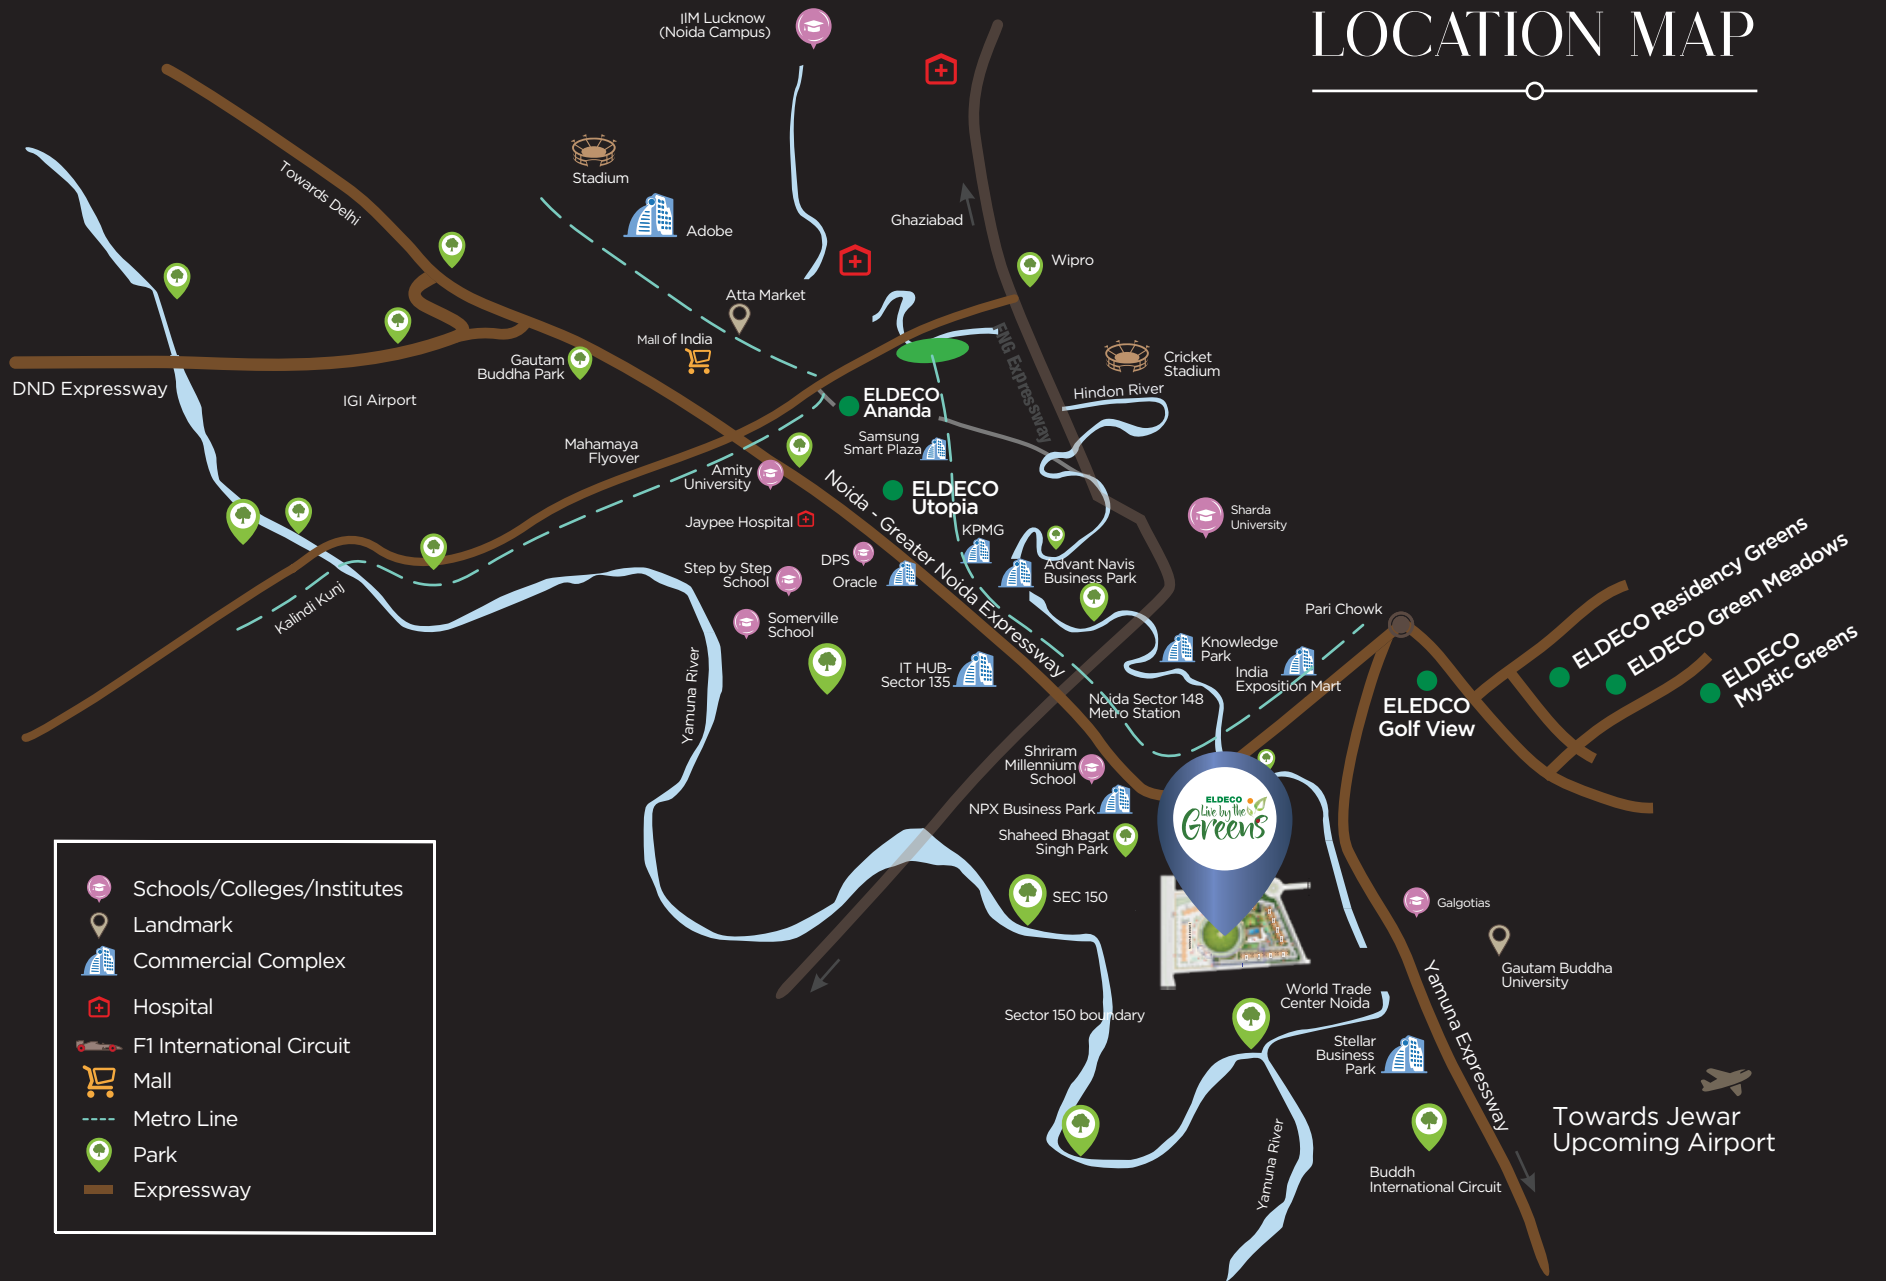 LOCATION MAP
IIM Lucknow
(Noida Campus)
Towards Delhi
Stadium
Adobe
Ghaziabad
Wipro
Atta Market
Mall of India
Gautam
Buddha Park
FNG Expressway
Cricket
Stadium
Hindon River
DND Expressway
IGI Airport
ELDECO
Ananda
Samsung
Smart Plaza
Mahamaya
Flyover
Amity
University
Noida - Greater Noida Expressway
ELDECO
Utopia
Jaypee Hospital
KPMG
Sharda
University
DPS
Step by Step
School
Oracle
Advant Navis
Business Park
Kalindi Kunj
Somerville
School
Pari Chowk
ELDECO Residency Greens
ELDECO Green Meadows
ELDECO
Mystic Greens
Knowledge
Park
IT HUB-
Sector 135
India
Exposition Mart
Yamuna River
Noida Sector 148
Metro Station
ELEDCO
Golf View
Shriram
Millennium
School
NPX Business Park
Shaheed Bhagat
Singh Park
ELDECO
Live by the
Greens
SEC 150
Galgotias
Gautam Buddha
University
World Trade
Center Noida
Sector 150 boundary
Yamuna Expressway
Stellar
Business
Park
Towards Jewar
Upcoming Airport
Yamuna River
Buddh
International Circuit
Schools/Colleges/Institutes
Landmark
Commercial Complex
Hospital
F1 International Circuit
Mall
Metro Line
Park
Expressway